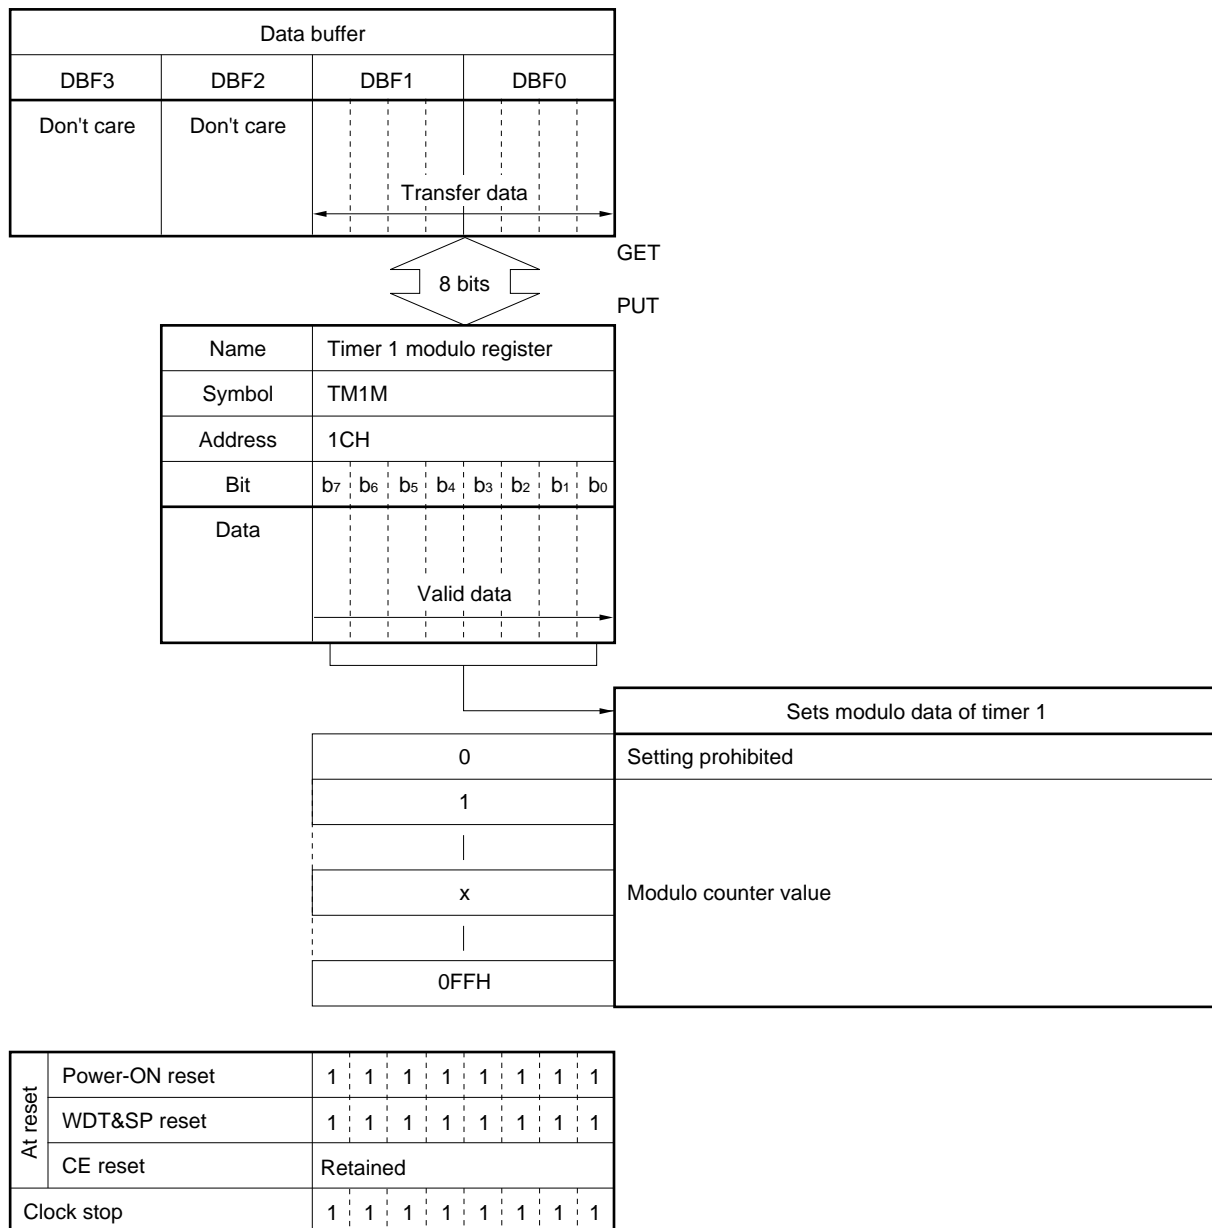 Data buffer
DBF3 DBF2 DBF1 DBF0
Don't care Don't care
Transfer data
GET
8 bits
PUT
Name Timer 1 modulo register
Symbol TM1M
Address 1CH
Bit b7 b6 b5 b4 b3 b2 b1 b0
Data
Valid data
Sets modulo data of timer 1
0 Setting prohibited
1
x Modulo counter value
0FFH
At reset
Power-ON reset 1 1 1 1 1 1 1 1
WDT&SP reset 1 1 1 1 1 1 1 1
CE reset Retained
Clock stop 1 1 1 1 1 1 1 1